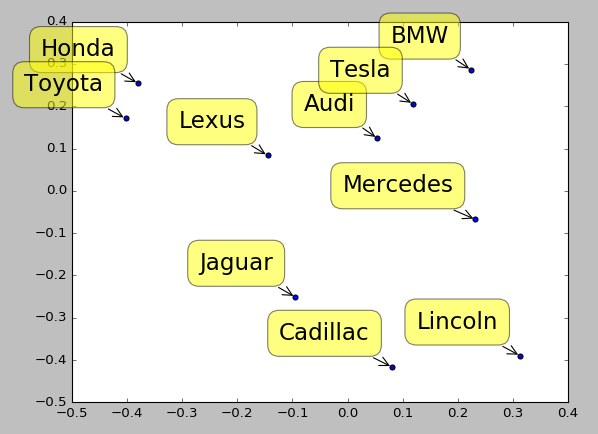 0.4
BMW
Honda
0.3
Tesla
Toyota
0.2
Audi
Lexus
0.1
Mercedes
0.0
−0.1
Jaguar
−0.2
−0.3
Lincoln
Cadillac
−0.4
−0.5
−0.5 −0.4 −0.3 −0.2 −0.1 0.0 0.1 0.2 0.3 0.4